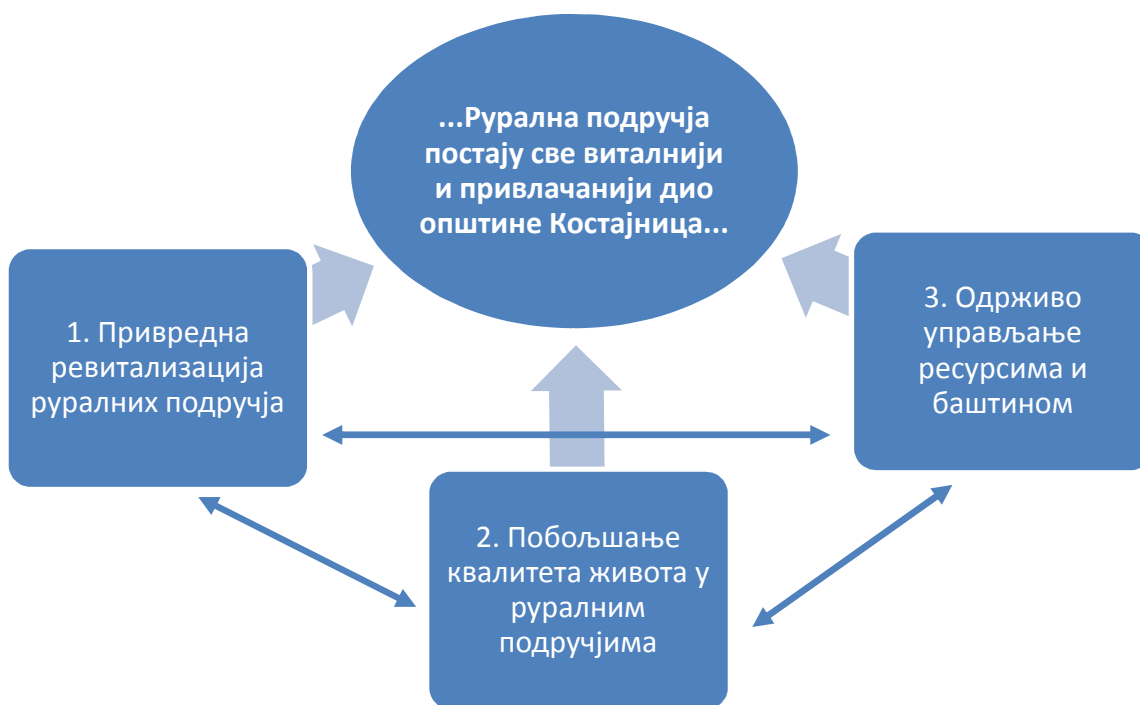 ...Рурална подручја
постају све виталнији
и привлачанији дио
општине Костајница...
1. Привредна
ревитализација
руралних подручја
3. Одрживо
управљање
ресурсима и
баштином
2. Побољшање
квалитета живота у
руралним
подручјима